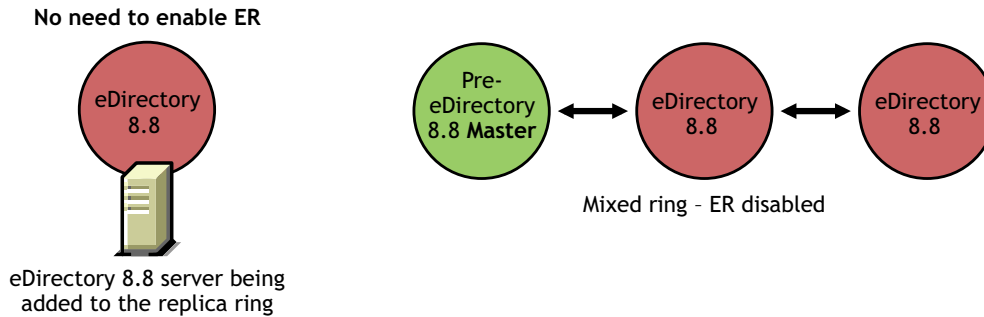 No need to enable ER
eDirectory
8.8
eDirectory 8.8 server being
added to the replica ring
Pre-
eDirectory
8.8 Master
eDirectory
8.8
eDirectory
8.8
Mixed ring – ER disabled